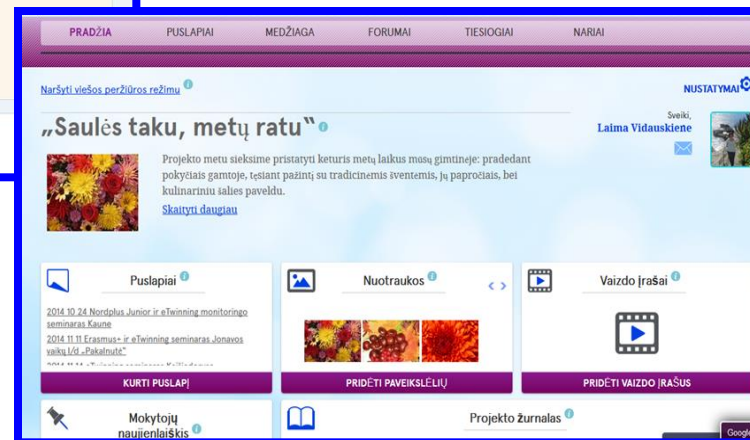 PRADŽIA PUSLAPIAI MEDŽIAGA FORUMAI TIESIOGIAI NARIAI
Naršyti viešos peržiūros režimu
NUSTATYMAI
„Saulės taku, metų ratu“
Sveiki,
Laima Vidauskienė
Projekto metu sieksime pristatyti keturis metų laikus mūsų gimtinėje: pradedant
pokyčiais gamtoje, tęsiant pažintį su tradicinėmis šventėmis, jų papročiais, bei
kulinariniu šalies paveldu.
Skaityti daugiau
Puslapiai
Nuotraukos
Vaizdo įrašai
2014 10 24 Nordplus Junior ir eTwinning monitoringo
seminaras Kaune
2014 11 11 Erasmus+ ir eTwinning seminaras Jonavos
vaikų l/d „Pakalnutė“
KURTI PUSLAPĮ
PRIDĖTI PAVEIKSLĖLIŲ
PRIDĖTI VAIZDO ĮRAŠUS
Mokytojų
naujienlaiškis
Projekto žurnalas
Google